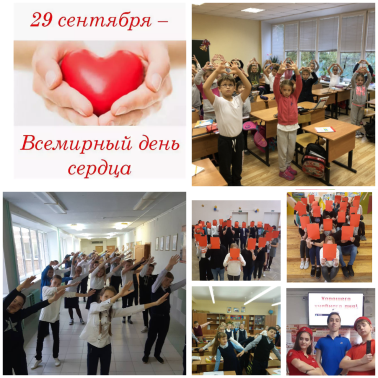 29 сентября –
Всемирный день
сердца